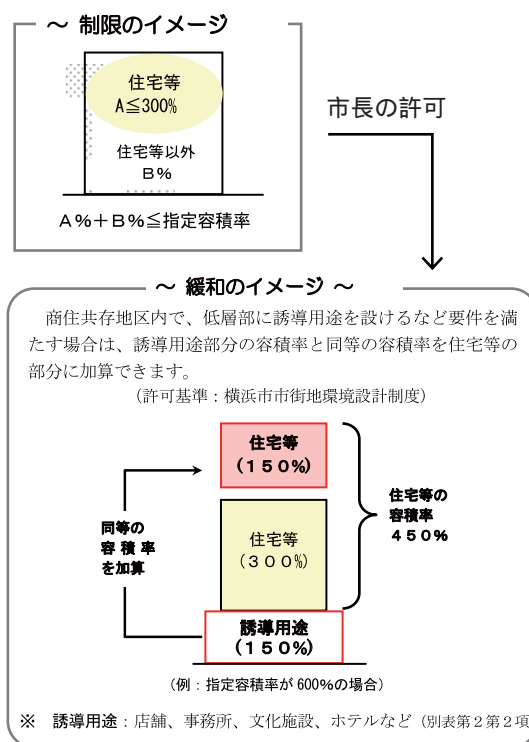 ～ 制限のイメージ
住宅等
A≦300%
住宅等以外
B%
A%+B%≦指定容積率
市長の許可
～ 緩和のイメージ ～
商住共存地区内で、低層部に誘導用途を設けるなど要件を満
たす場合は、誘導用途部分の容積率と同等の容積率を住宅等の
部分に加算できます。
（許可基準：横浜市市街地環境設計制度）
住宅等
(150%)
住宅等の
容積率
450%
同等の
容積率
を加算
住宅等
(300%)
誘導用途
(150%)
（例：指定容積率が 600%の場合）
※ 誘導用途：店舗、事務所、文化施設、ホテルなど（別表第２第２項